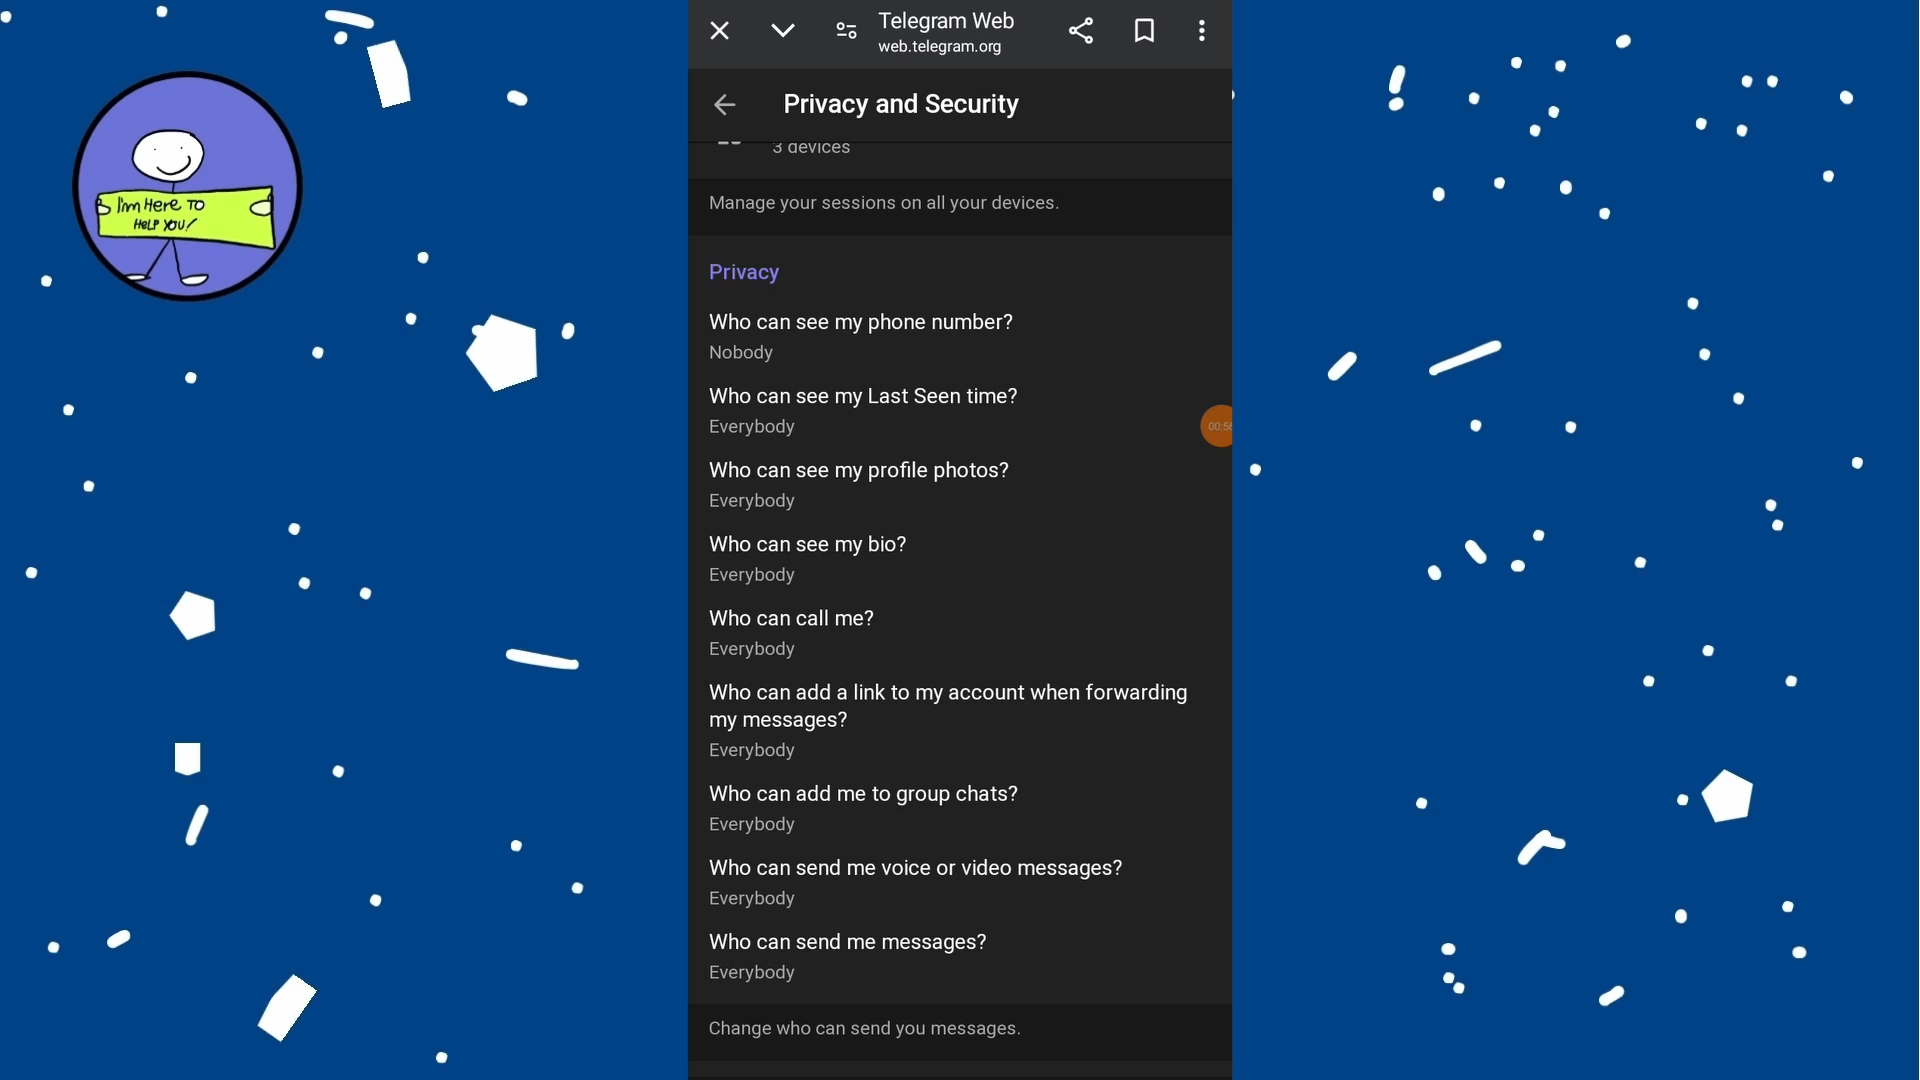 I'm Here To
Help You!
Telegram Web
web.telegram.org
Privacy and Security
3 devices
Manage your sessions on all your devices.
Privacy
Who can see my phone number?
Nobody
Who can see my Last Seen time?
Everybody
00:56
Who can see my profile photos?
Everybody
Who can see my bio?
Everybody
Who can call me?
Everybody
Who can add a link to my account when forwarding
my messages?
Everybody
Who can add me to group chats?
Everybody
Who can send me voice or video messages?
Everybody
Who can send me messages?
Everybody
Change who can send you messages.